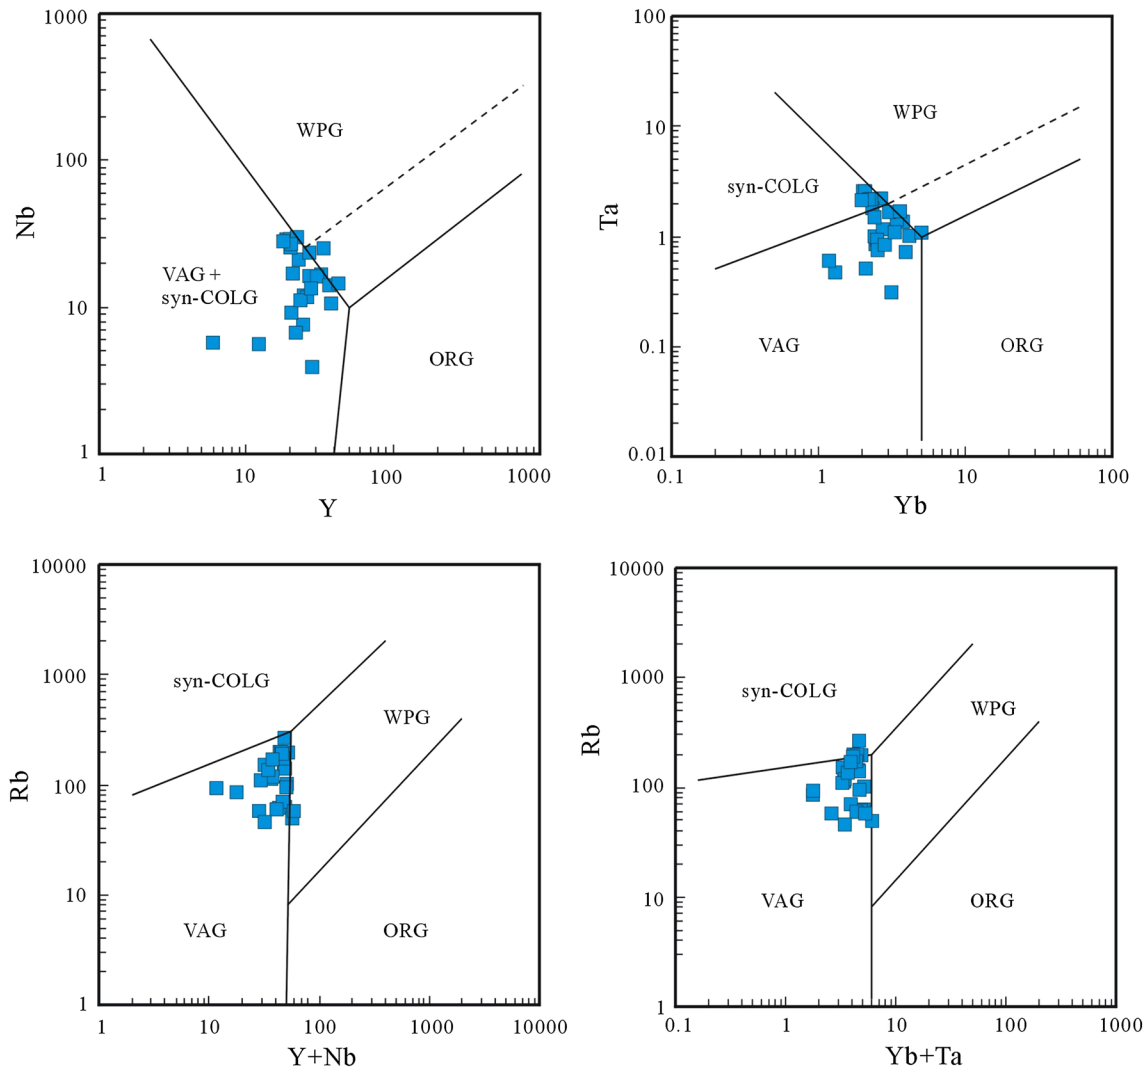 1000
100
10
1
Nb
WPG
VAG +
syn-COLG
ORG
1
10
100
1000
Y
100
10
1
0.1
0.01
Ta
WPG
syn-COLG
VAG
ORG
0.1
1
10
100
Yb
10000
1000
100
10
1
Rb
syn-COLG
WPG
VAG
ORG
1
10
100
1000
10000
Y+Nb
10000
1000
100
10
1
Rb
syn-COLG
WPG
VAG
ORG
0.1
1
10
100
1000
Yb+Ta